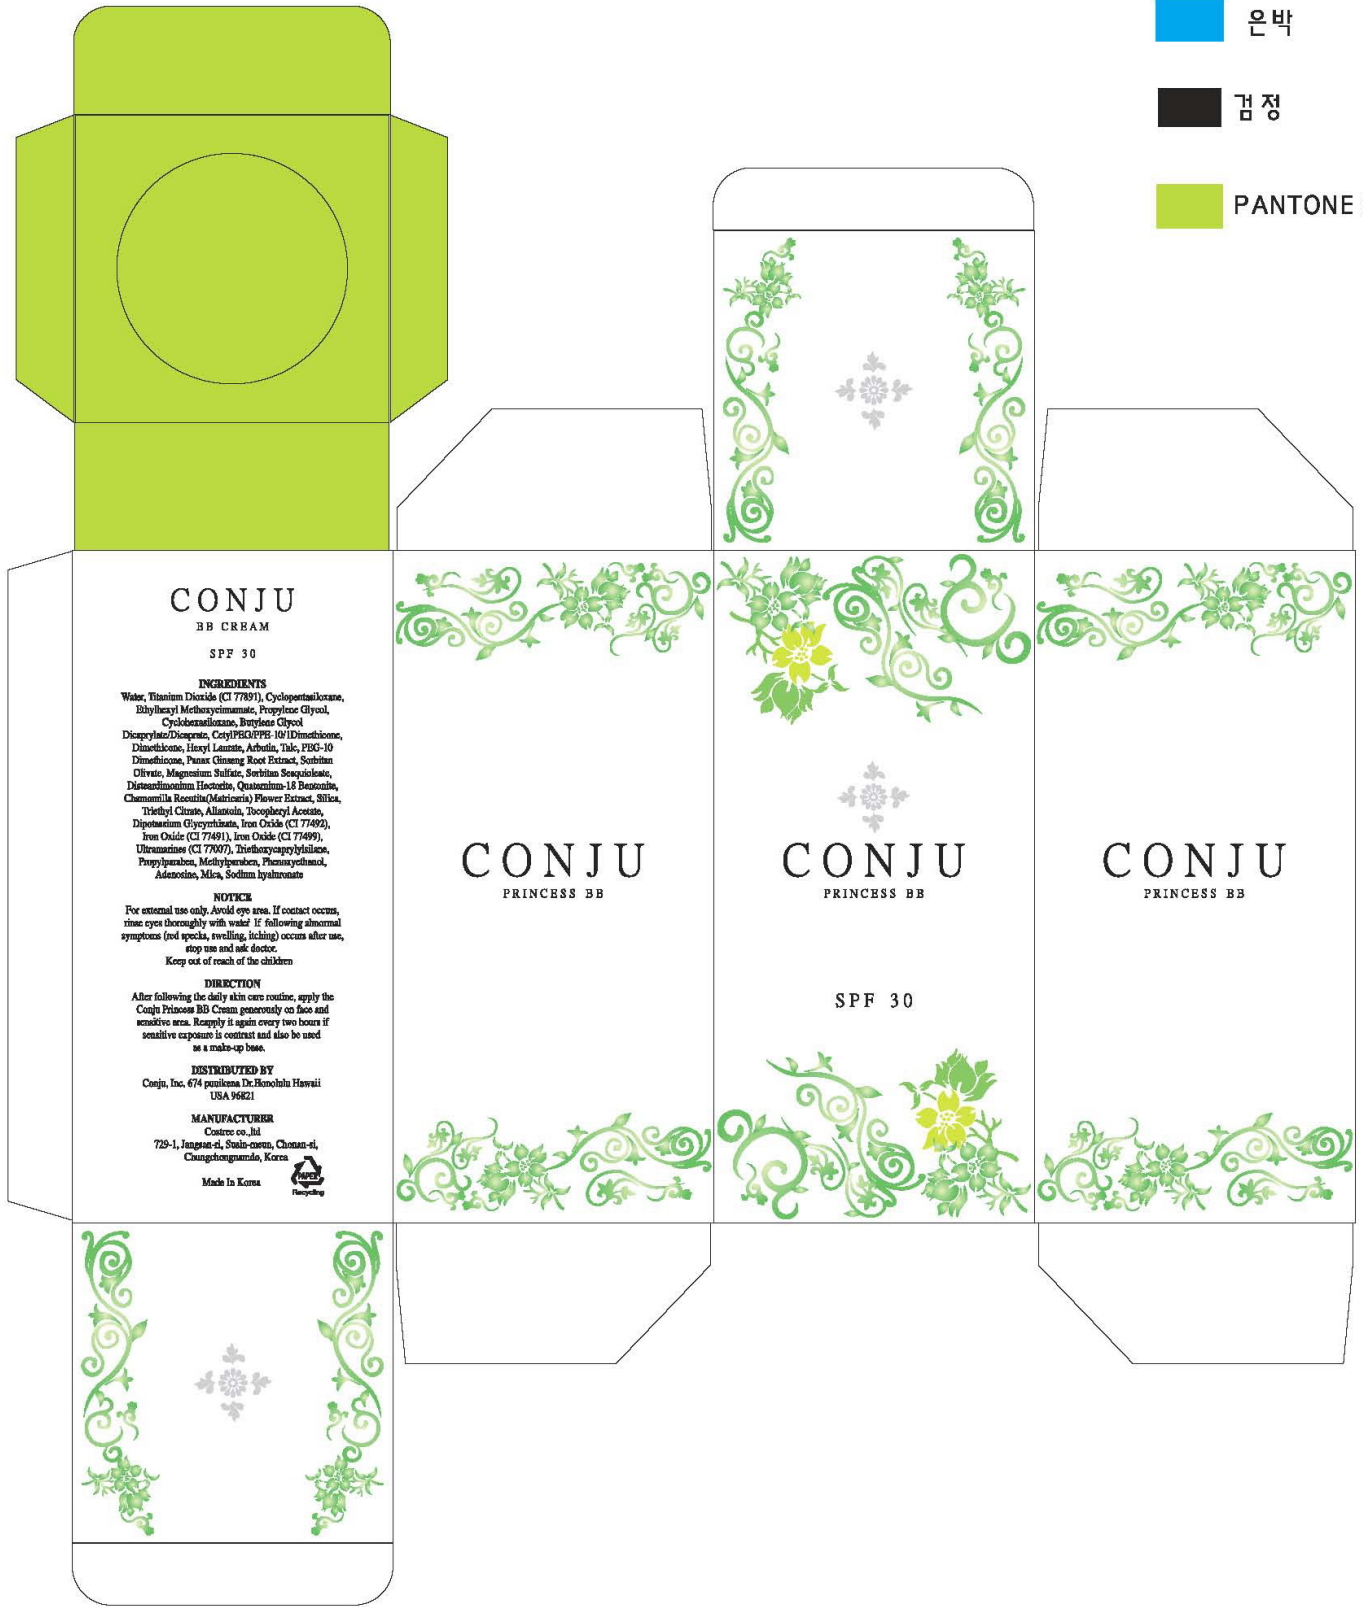 은박
검정
PANTONE
CONJU
BB CREAM
SPF 30
INGREDIENTS
Water, Titanium Dioxide (CI 77891), Cyclopentasiloxane,
Ethylhexyl Methoxycinnamate, Propylene Glycol,
Cyclohexasiloxane, Butylene Glycol
Dicaprylate/Dicaprate, CetylPEG/PPE-10/1Dimethicone,
Dimethicone, Hexyl Laurate, Arbutin, Talc, PEG-10
Dimethicone, Panax Ginseng Root Extract, Sorbitan
Olivate, Magnesium Sulfate, Sorbitan Sesquioleate,
Disteardimonium Hectorite, Quaternium-18 Bentonite,
Chamomilla Recutita(Matricaria) Flower Extract, Silica,
Triethyl Citrate, Allantoin, Tocopheryl Acetate,
Dipotassium Glycyrrhizate, Iron Oxide (CI 77492),
Iron Oxide (CI 77491), Iron Oxide (CI 77499),
Ultramarines (CI 77007), Triethoxycaprylylsilane,
Propylparaben, Methylparaben, Phenoxyethanol,
Adenosine, Mica, Sodium hyaluronate
NOTICE
For external use only. Avoid eye area. If contact occurs,
rinse eyes thoroughly with water If following abnormal
symptoms (red specks, swelling, itching) occurs after use,
stop use and ask doctor.
Keep out of reach of the children
DIRECTION
After following the daily skin care routine, apply the
Conju Princess BB Cream generously on face and
sensitive area. Reapply it again every two hours if
sensitive exposure is contrast and also be used
as a make-up base.
DISTRIBUTED BY
Conju, Inc, 674 puuikena Dr.Honolulu Hawaii
USA 96821
MANUFACTURER
Costree co.,ltd
729-1, Jangsan-ri, Susin-meun, Chonan-si,
Chungchongnamdo, Korea
Made In Korea
PAPER
Recycling
CONJU
PRINCESS BB
CONJU
PRINCESS BB
SPF 30
CONJU
PRINCESS BB